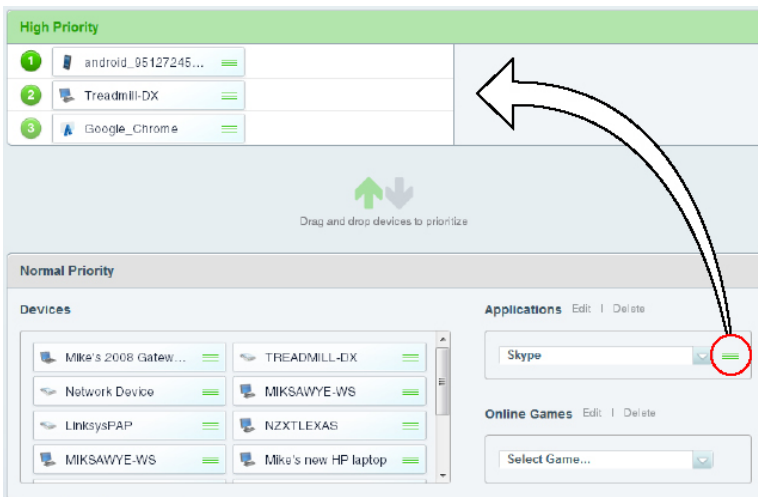 High Priority
1 android_95127245...
2 Treadmill-DX
3 Google_Chrome
Drag and drop devices to prioritize
Normal Priority
Devices
Applications Edit | Delete
Mike's 2008 Gatew... TREADMILL-DX
Skype
Network Device MIKSAWYE-WS
LinksysPAP NZXTLEXAS
Online Games Edit | Delete
MIKSAWYE-WS Mike's new HP laptop
Select Game...